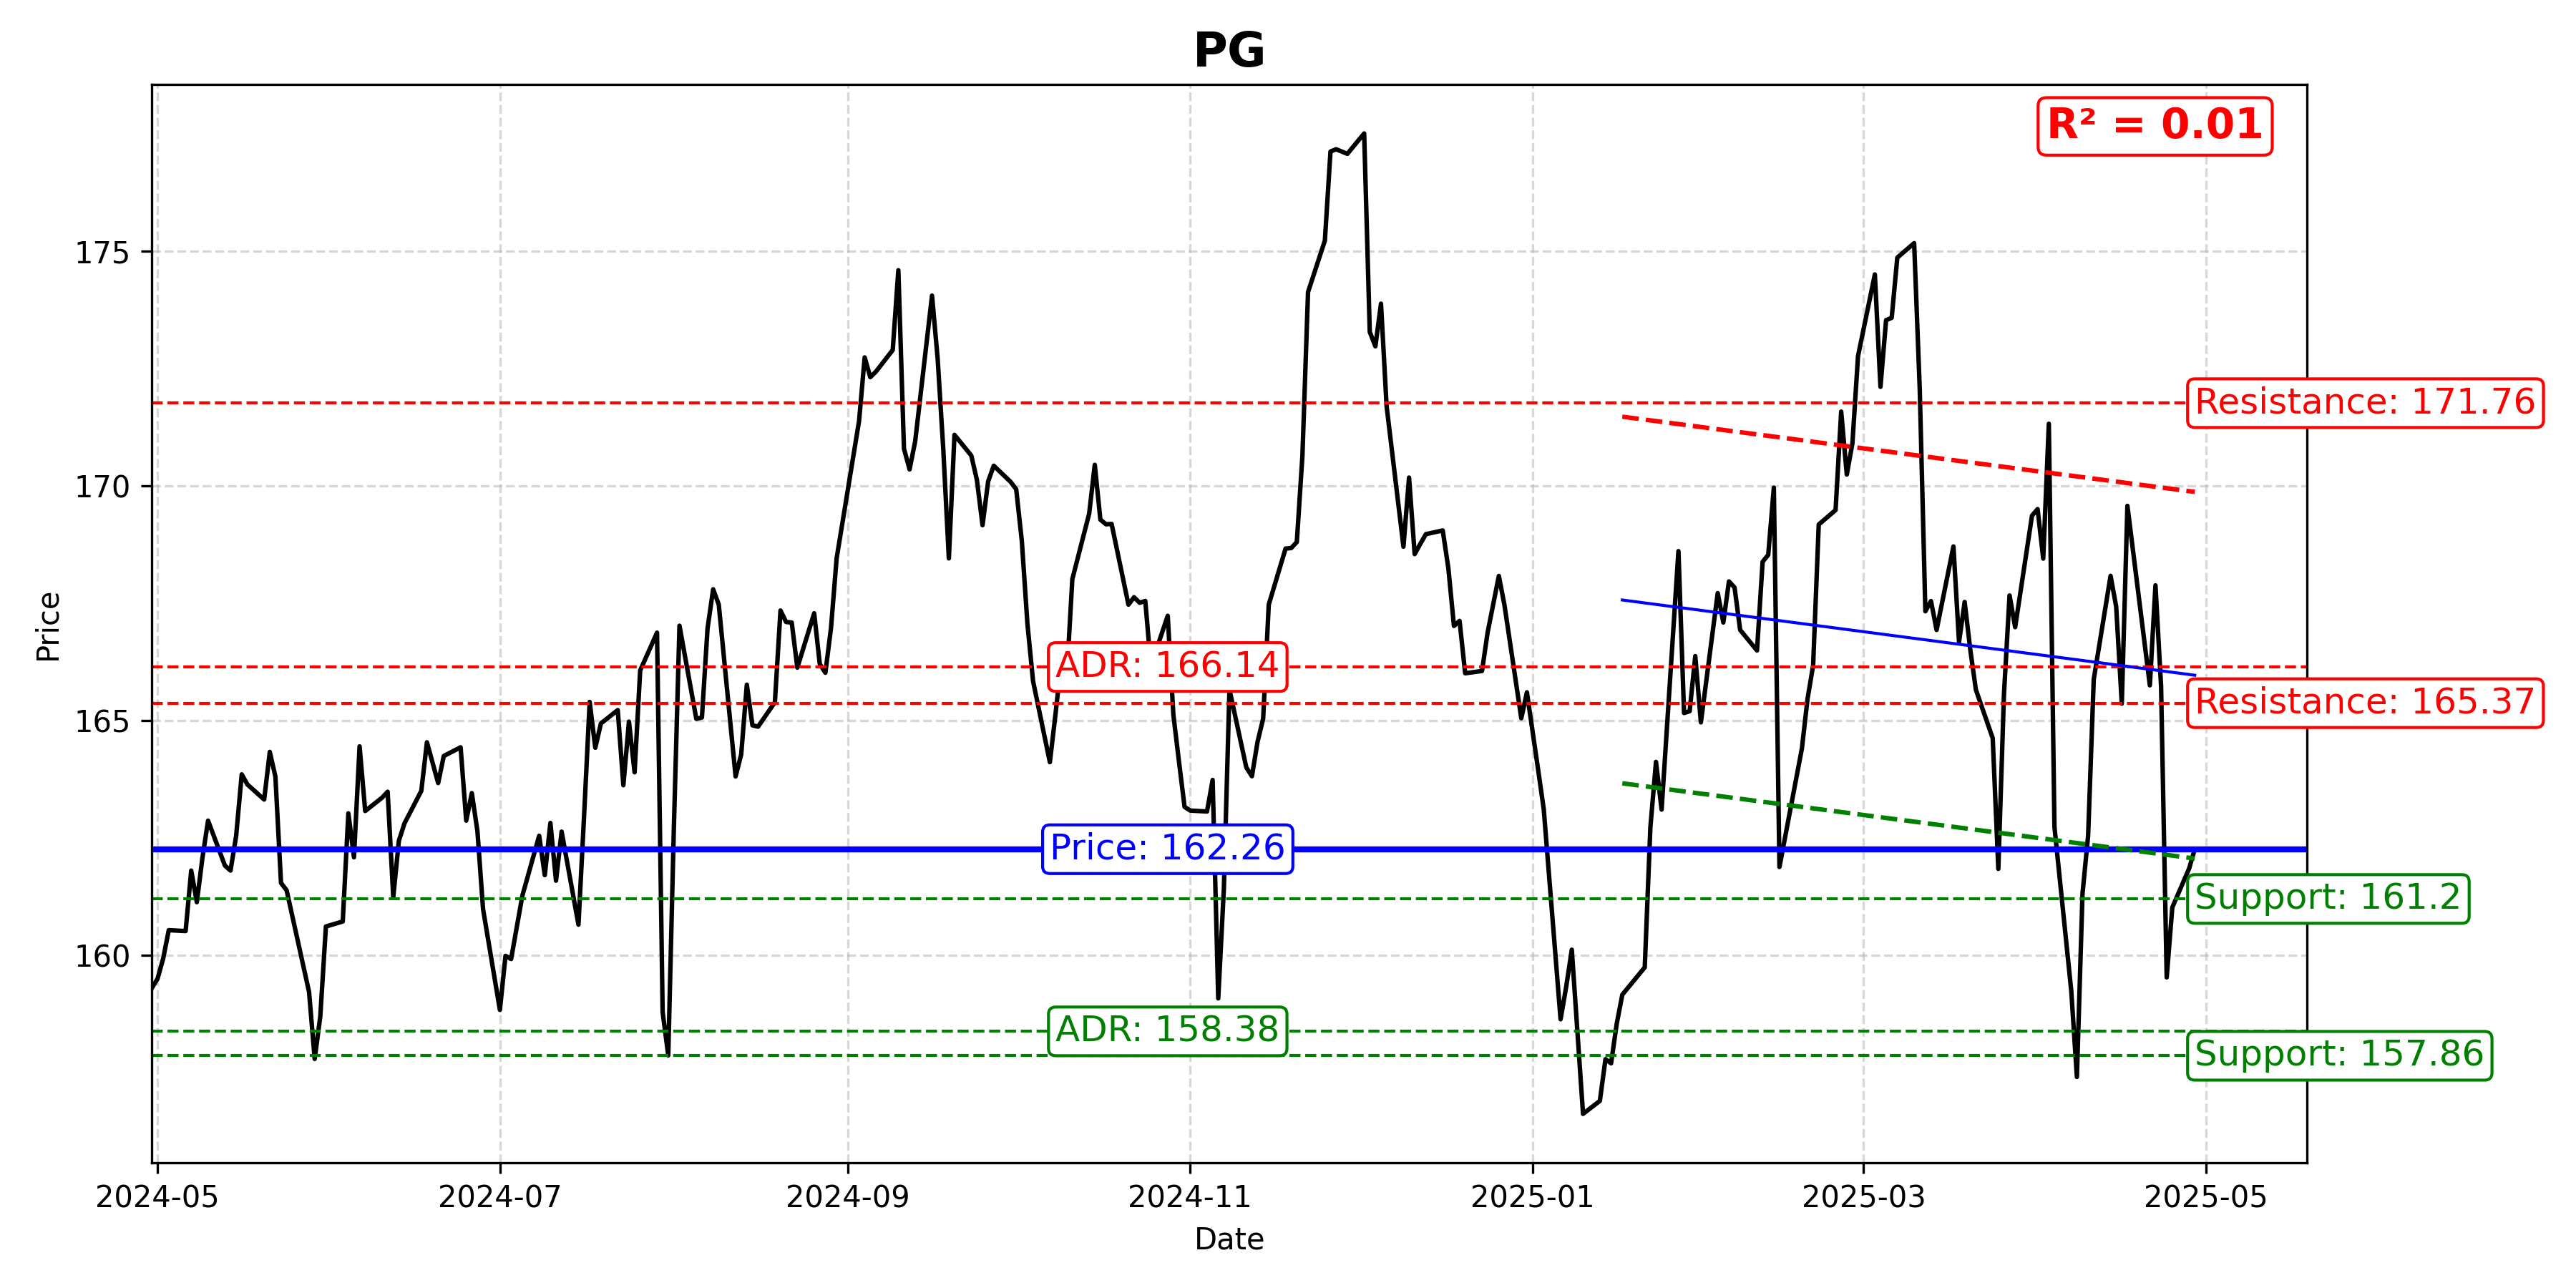 PG
R² = 0.01
175
170
165
160
Price
Resistance: 171.76
ADR: 166.14
Resistance: 165.37
Price: 162.26
Support: 161.2
ADR: 158.38
Support: 157.86
2024-05
2024-07
2024-09
2024-11
2025-01
2025-03
2025-05
Date